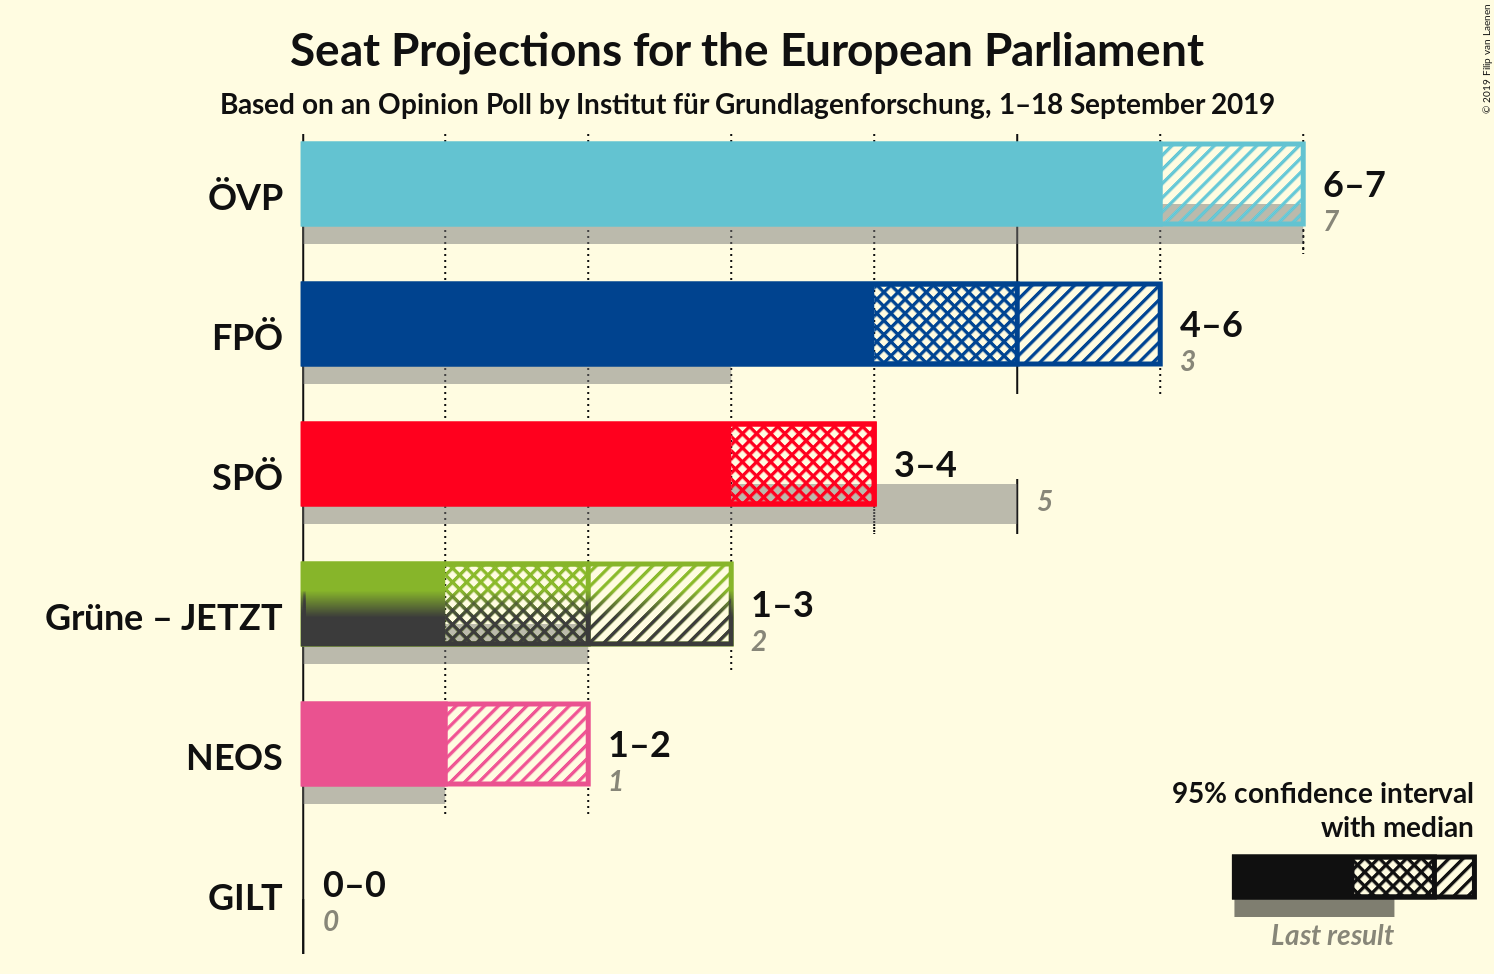 Seat Projections for the European Parliament
Based on an Opinion Poll by Institut für Grundlagenforschung, 1–18 September 2019
© 2019 Filip van Laenen
ÖVP
6–7
7
FPÖ
4–6
3
SPÖ
3–4
5
Grüne – JETZT
1–3
2
NEOS
1–2
1
GILT
0–0
0
95% confidence interval
with median
Last result